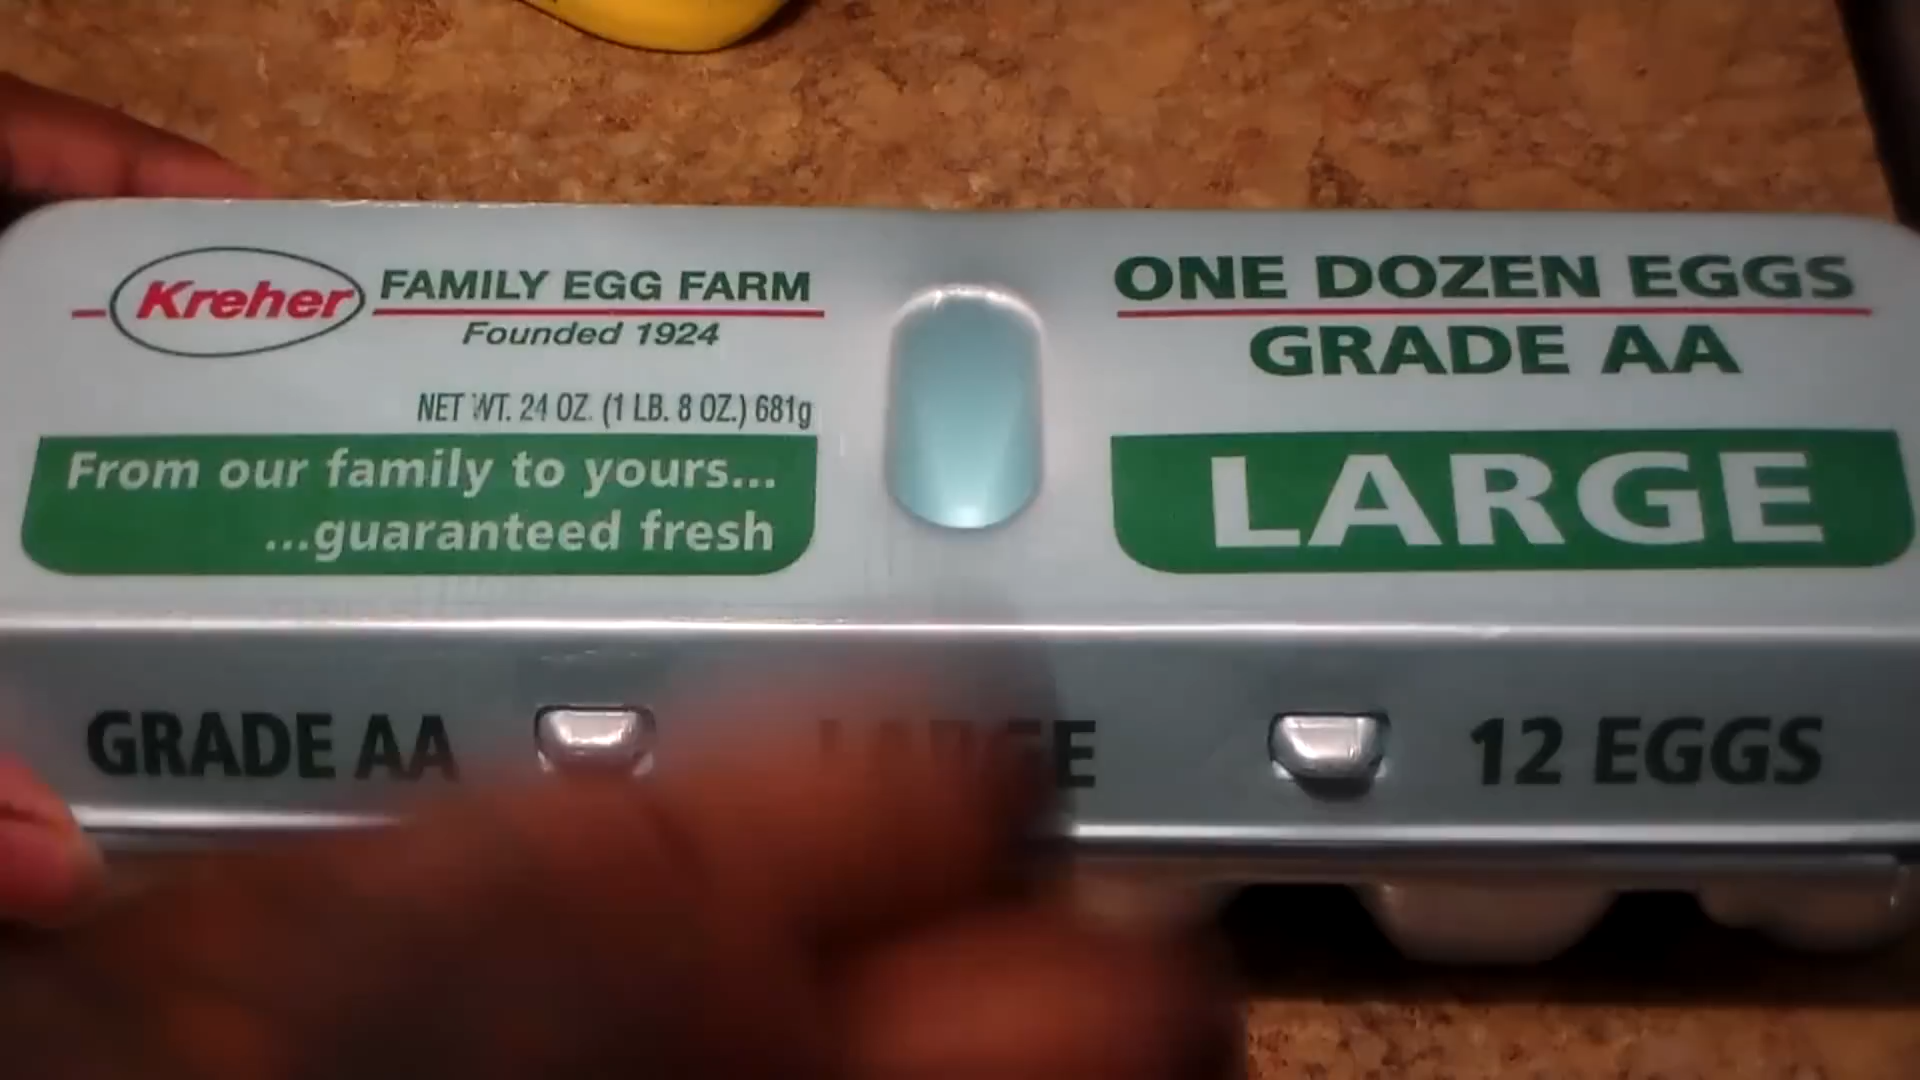 Kreher FAMILY EGG FARM
Founded 1924
NET WT. 24 OZ. (1 LB. 8 OZ.) 681g
From our family to yours...
...guaranteed fresh
ONE DOZEN EGGS
GRADE AA
LARGE
GRADE AA LARGE 12 EGGS